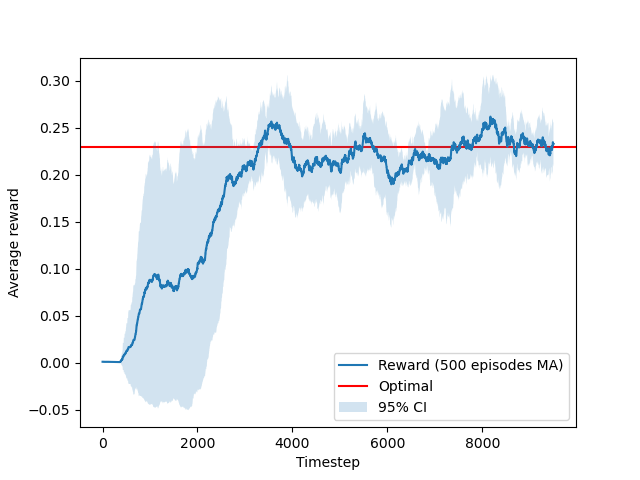 0.30
0.25
0.20
0.15
0.10
0.05
0.00
−0.05
Average reward
Reward (500 episodes MA)
Optimal
95% CI
0 2000 4000 6000 8000
Timestep